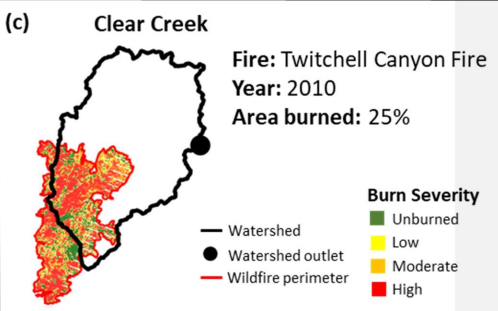 (c)
Clear Creek
Fire: Twitchell Canyon Fire
Year: 2010
Area burned: 25%
Watershed
Watershed outlet
Wildfire perimeter
Burn Severity
Unburned
Low
Moderate
High